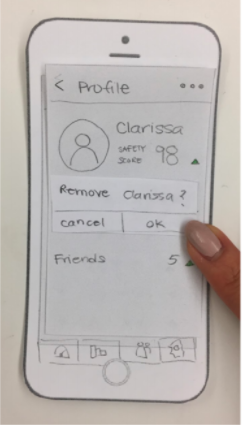 < Profile ...
Clarissa
SAFETY
SCORE 98
Remove Clarissa?
cancel | OK
Friends 5